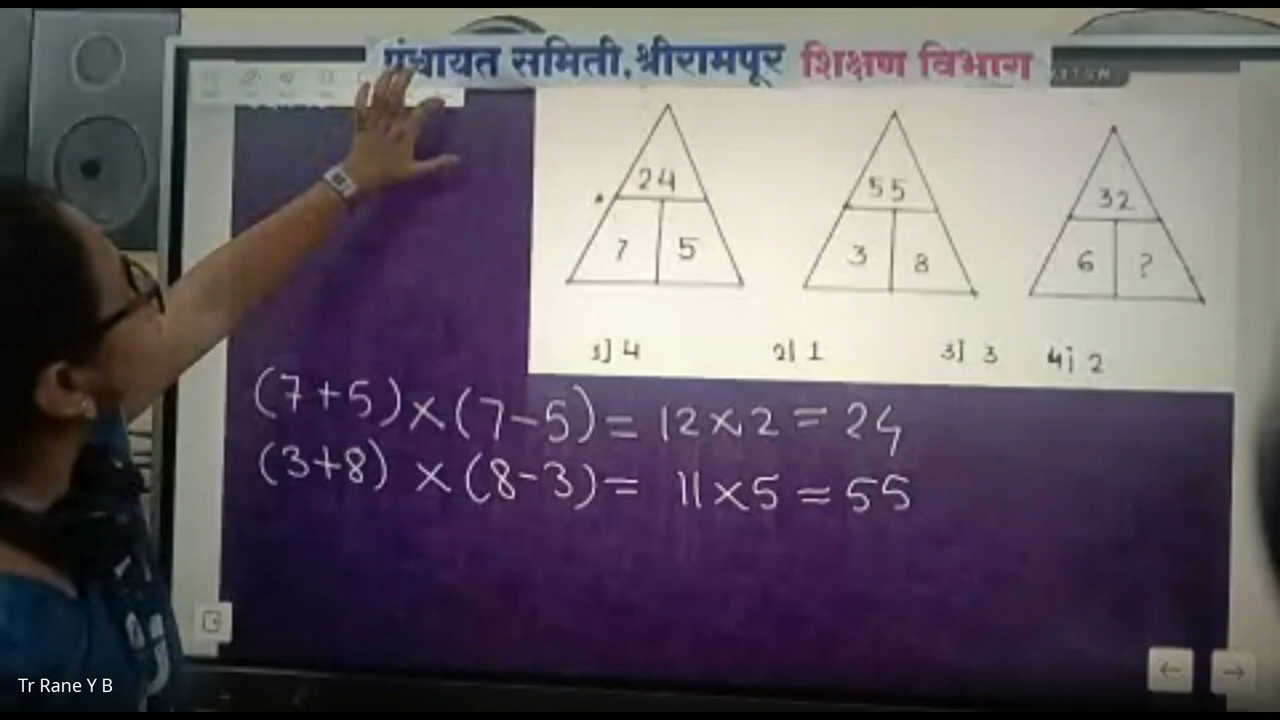 पंचायत समिती,श्रीरामपूर शिक्षण विभाग
24 55 32
7 5 3 8 6 ?
1] 4 2] 1 3] 3 4] 2
(7+5)×(7-5)= 12×2 = 24
(3+8) ×(8-3)= 11×5 = 55
Tr Rane Y B